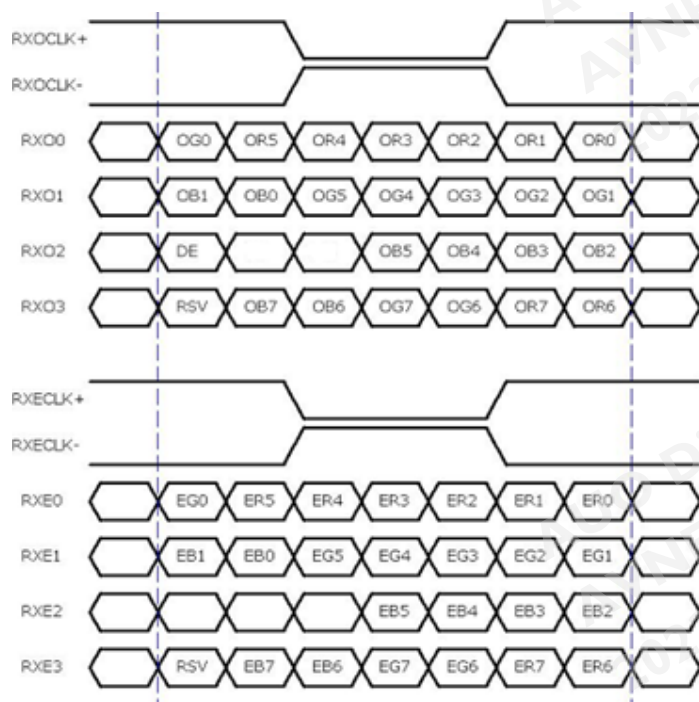 RXOCLK+
RXOCLK-
RXO0 OG0 OR5 OR4 OR3 OR2 OR1 OR0
RXO1 OB1 OB0 OG5 OG4 OG3 OG2 OG1
RXO2 DE OB5 OB4 OB3 OB2
RXO3 RSV OB7 OB6 OG7 OG6 OR7 OR6
RXECLK+
RXECLK-
RXE0 EG0 ER5 ER4 ER3 ER2 ER1 ER0
RXE1 EB1 EB0 EG5 EG4 EG3 EG2 EG1
RXE2 EB5 EB4 EB3 EB2
RXE3 RSV EB7 EB6 EG7 EG6 ER7 ER6